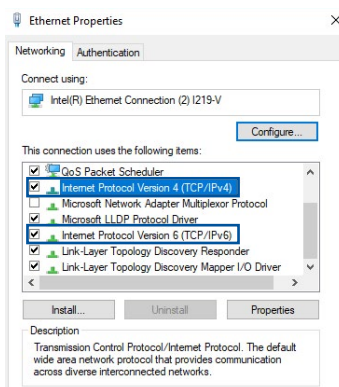 Ethernet Properties
Networking Authentication
Connect using:
Intel(R) Ethernet Connection (2) I219-V
Configure...
This connection uses the following items:
QoS Packet Scheduler
Internet Protocol Version 4 (TCP/IPv4)
Microsoft Network Adapter Multiplexor Protocol
Microsoft LLDP Protocol Driver
Internet Protocol Version 6 (TCP/IPv6)
Link-Layer Topology Discovery Responder
Link-Layer Topology Discovery Mapper I/O Driver
Install... Uninstall Properties
Description
Transmission Control Protocol/Internet Protocol. The default
wide area network protocol that provides communication
across diverse interconnected networks.